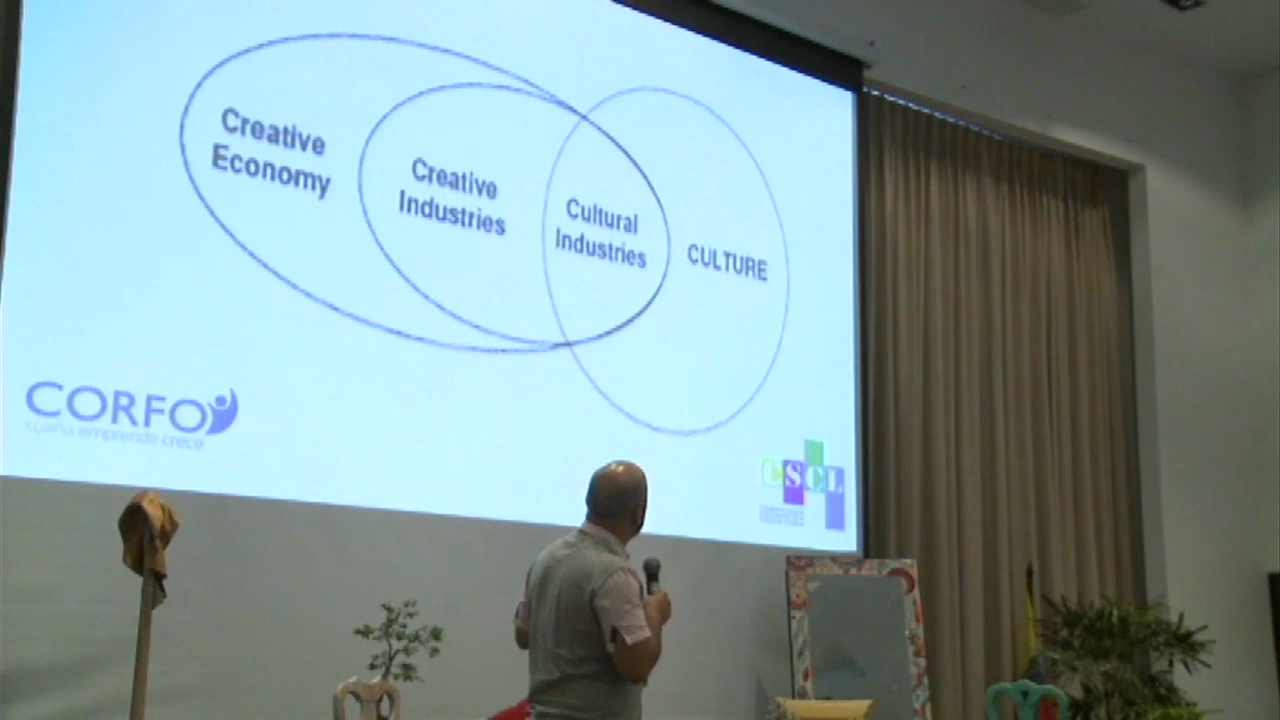 Creative
Economy
Creative
Industries
Cultural
Industries
CULTURE
CORFO
sueña emprende crece
CSCL